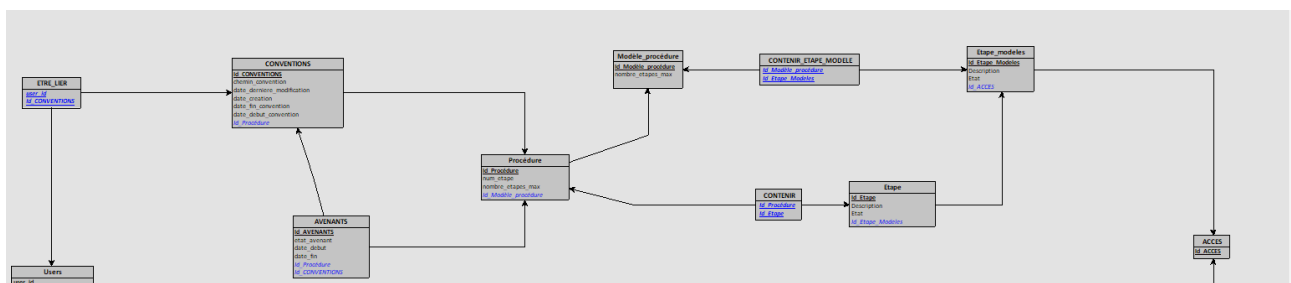 ETRE_LIER
user_id
Id_CONVENTIONS
CONVENTIONS
Id_CONVENTIONS
chemin_convention
date_derniere_modification
date_creation
date_fin_convention
date_debut_convention
Id_Procédure
AVENANTS
Id_AVENANTS
etat_avenant
date_debut
date_fin
Id_Procédure
Id_CONVENTIONS
Users
user_id
Procédure
Id_Procédure
num_etape
nombre_etapes_max
Id_Modèle_procédure
Modèle_procédure
Id_Modèle_procédure
nombre_etapes_max
CONTENIR_ETAPE_MODELE
Id_Modèle_procédure
Id_Etape_Modeles
Etape_modeles
Id_Etape_Modeles
Description
Etat
Id_ACCES
CONTENIR
Id_Procédure
Id_Etape
Etape
Id_Etape
Description
Etat
Id_Etape_Modeles
ACCES
Id_ACCES